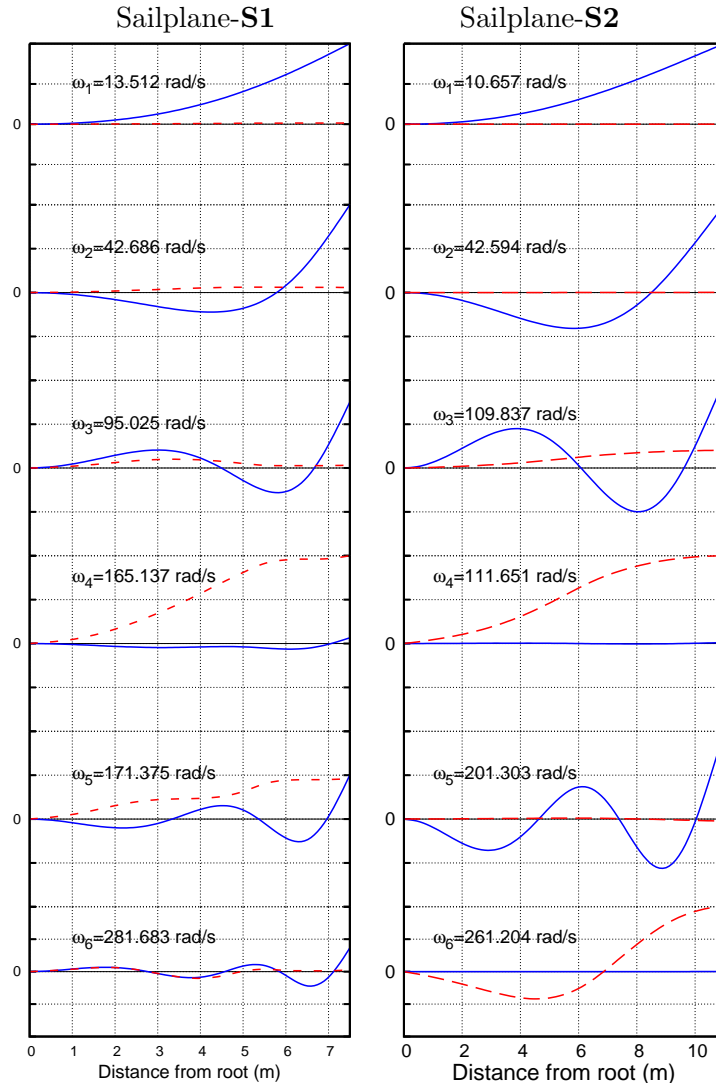 Sailplane-S1
ω1=13.512 rad/s
0
ω2=42.686 rad/s
0
ω3=95.025 rad/s
0
ω4=165.137 rad/s
0
ω5=171.375 rad/s
0
ω6=281.683 rad/s
0
0 1 2 3 4 5 6 7
Distance from root (m)
Sailplane-S2
ω1=10.657 rad/s
0
ω2=42.594 rad/s
0
ω3=109.837 rad/s
0
ω4=111.651 rad/s
0
ω5=201.303 rad/s
0
ω6=261.204 rad/s
0
0 2 4 6 8 10
Distance from root (m)